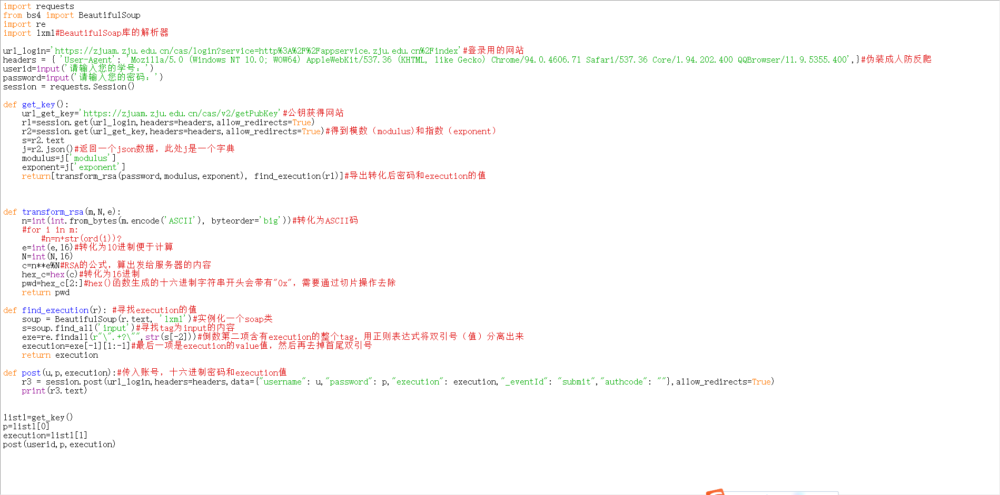 import requests
from bs4 import BeautifulSoup
import re
import lxml#BeautifulSoap库的解析器
url_login='https://zjuam.zju.edu.cn/cas/login?service=http%3A%2F%2Fappservice.zju.edu.cn%2Findex'#登录用的网站
headers = { 'User-Agent': 'Mozilla/5.0 (Windows NT 10.0; WOW64) AppleWebKit/537.36 (KHTML, like Gecko) Chrome/94.0.4606.71 Safari/537.36 Core/1.94.202.400 QQBrowser/11.9.5355.400',}#伪装成人防反爬
userid=input('请输入您的学号：')
password=input('请输入您的密码：')
session = requests.Session()
def get_key():
    url_get_key='https://zjuam.zju.edu.cn/cas/v2/getPubKey'#公钥获得网站
    r1=session.get(url_login,headers=headers,allow_redirects=True)
    r2=session.get(url_get_key,headers=headers,allow_redirects=True)#得到模数（modulus)和指数（exponent）
    s=r2.text
    j=r2.json()#返回一个json数据，此处j是一个字典
    modulus=j['modulus']
    exponent=j['exponent']
    return[transform_rsa(password,modulus,exponent), find_execution(r1)]#导出转化后密码和execution的值
def transform_rsa(m,N,e):
    n=int(int.from_bytes(m.encode('ASCII'), byteorder='big'))#转化为ASCII码
    #for i in m:
        #n=n+str(ord(i))?
    e=int(e,16)#转化为10进制便于计算
    N=int(N,16)
    c=n**e%N#RSA的公式，算出发给服务器的内容
    hex_c=hex(c)#转化为16进制
    pwd=hex_c[2:]#hex()函数生成的十六进制字符串开头会带有"0x"，需要通过切片操作去除
    return pwd
def find_execution(r): #寻找execution的值
    soup = BeautifulSoup(r.text, 'lxml')#实例化一个soap类
    s=soup.find_all('input')#寻找tag为input的内容
    exe=re.findall(r"\".+?\"",str(s[-2]))#倒数第二项含有execution的整个tag，用正则表达式将双引号（值）分离出来
    execution=exe[-1][1:-1]#最后一项是execution的value值，然后再去掉首尾双引号
    return execution
def post(u,p,execution):#传入账号，十六进制密码和execution值
    r3 = session.post(url_login,headers=headers,data={"username": u,"password": p,"execution": execution,"_eventId": "submit","authcode": ""},allow_redirects=True)
    print(r3.text)
list1=get_key()
p=list1[0]
execution=list1[1]
post(userid,p,execution)